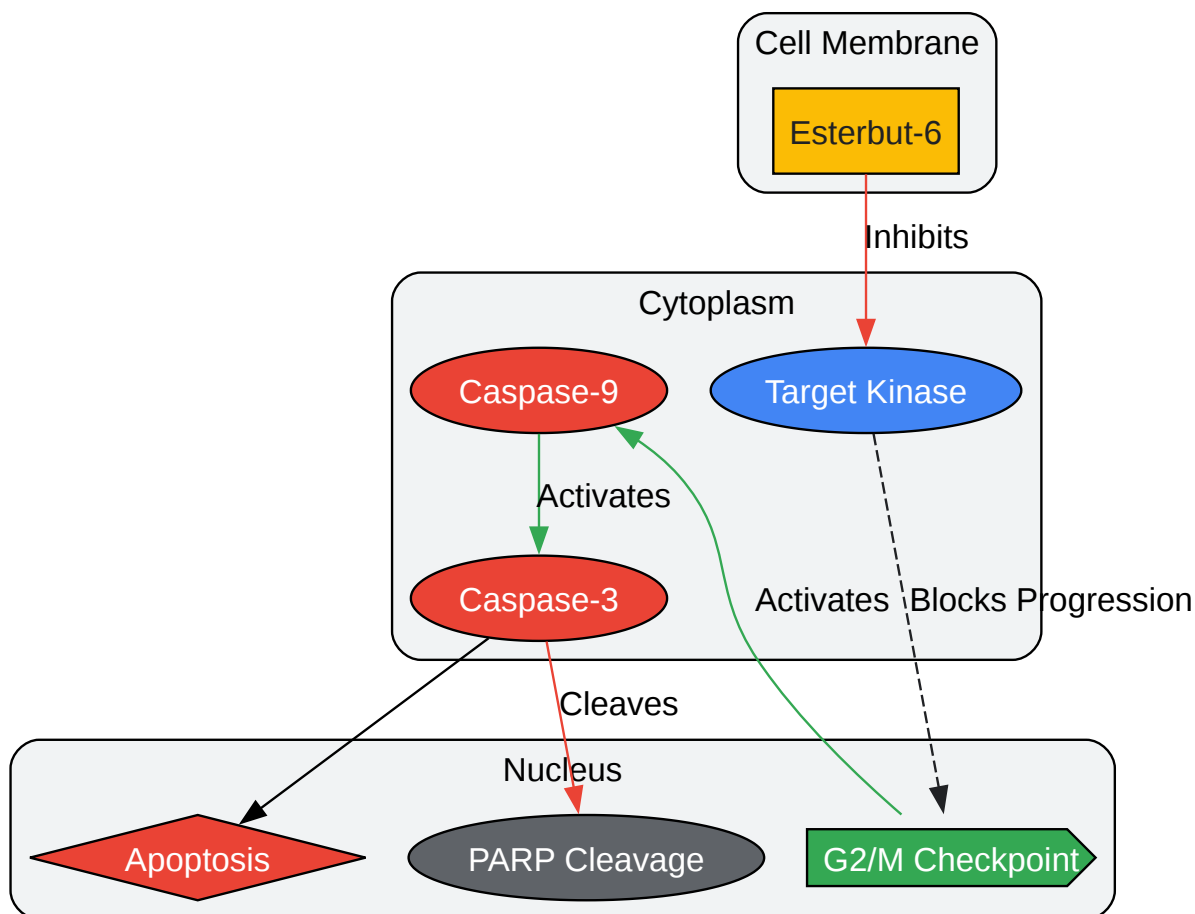 Cell Membrane
Esterbut-6
Inhibits
Cytoplasm
Caspase-9
Target Kinase
Activates
Caspase-3
Activates
Blocks Progression
Cleaves
Nucleus
Apoptosis
PARP Cleavage
G2/M Checkpoint